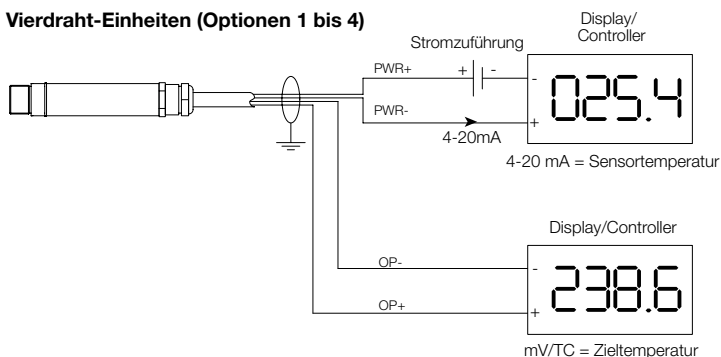 Vierdraht-Einheiten (Optionen 1 bis 4)
Stromzuführung
Display/
Controller
PWR+
+
-
-
025.4
PWR-
+
4-20mA
4-20 mA = Sensortemperatur
Display/Controller
OP-
-
238.6
OP+
+
mV/TC = Zieltemperatur